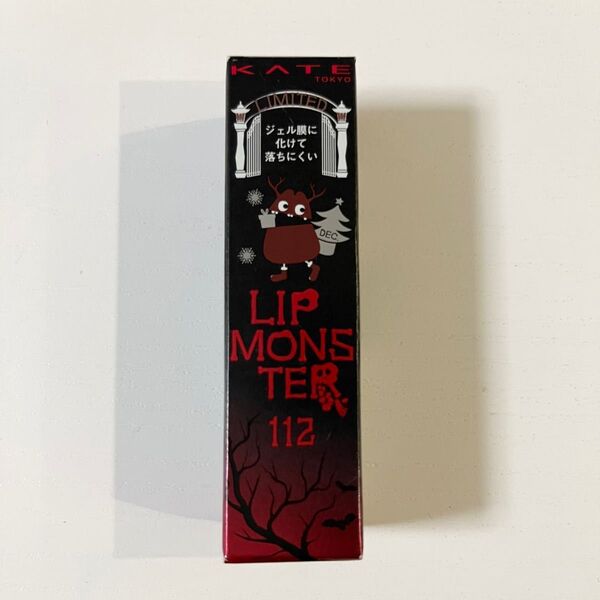 KATE
TOKYO
LIMITED
ジェル膜に
化けて
落ちにくい
DEC.
LIP
MONS
TER
112